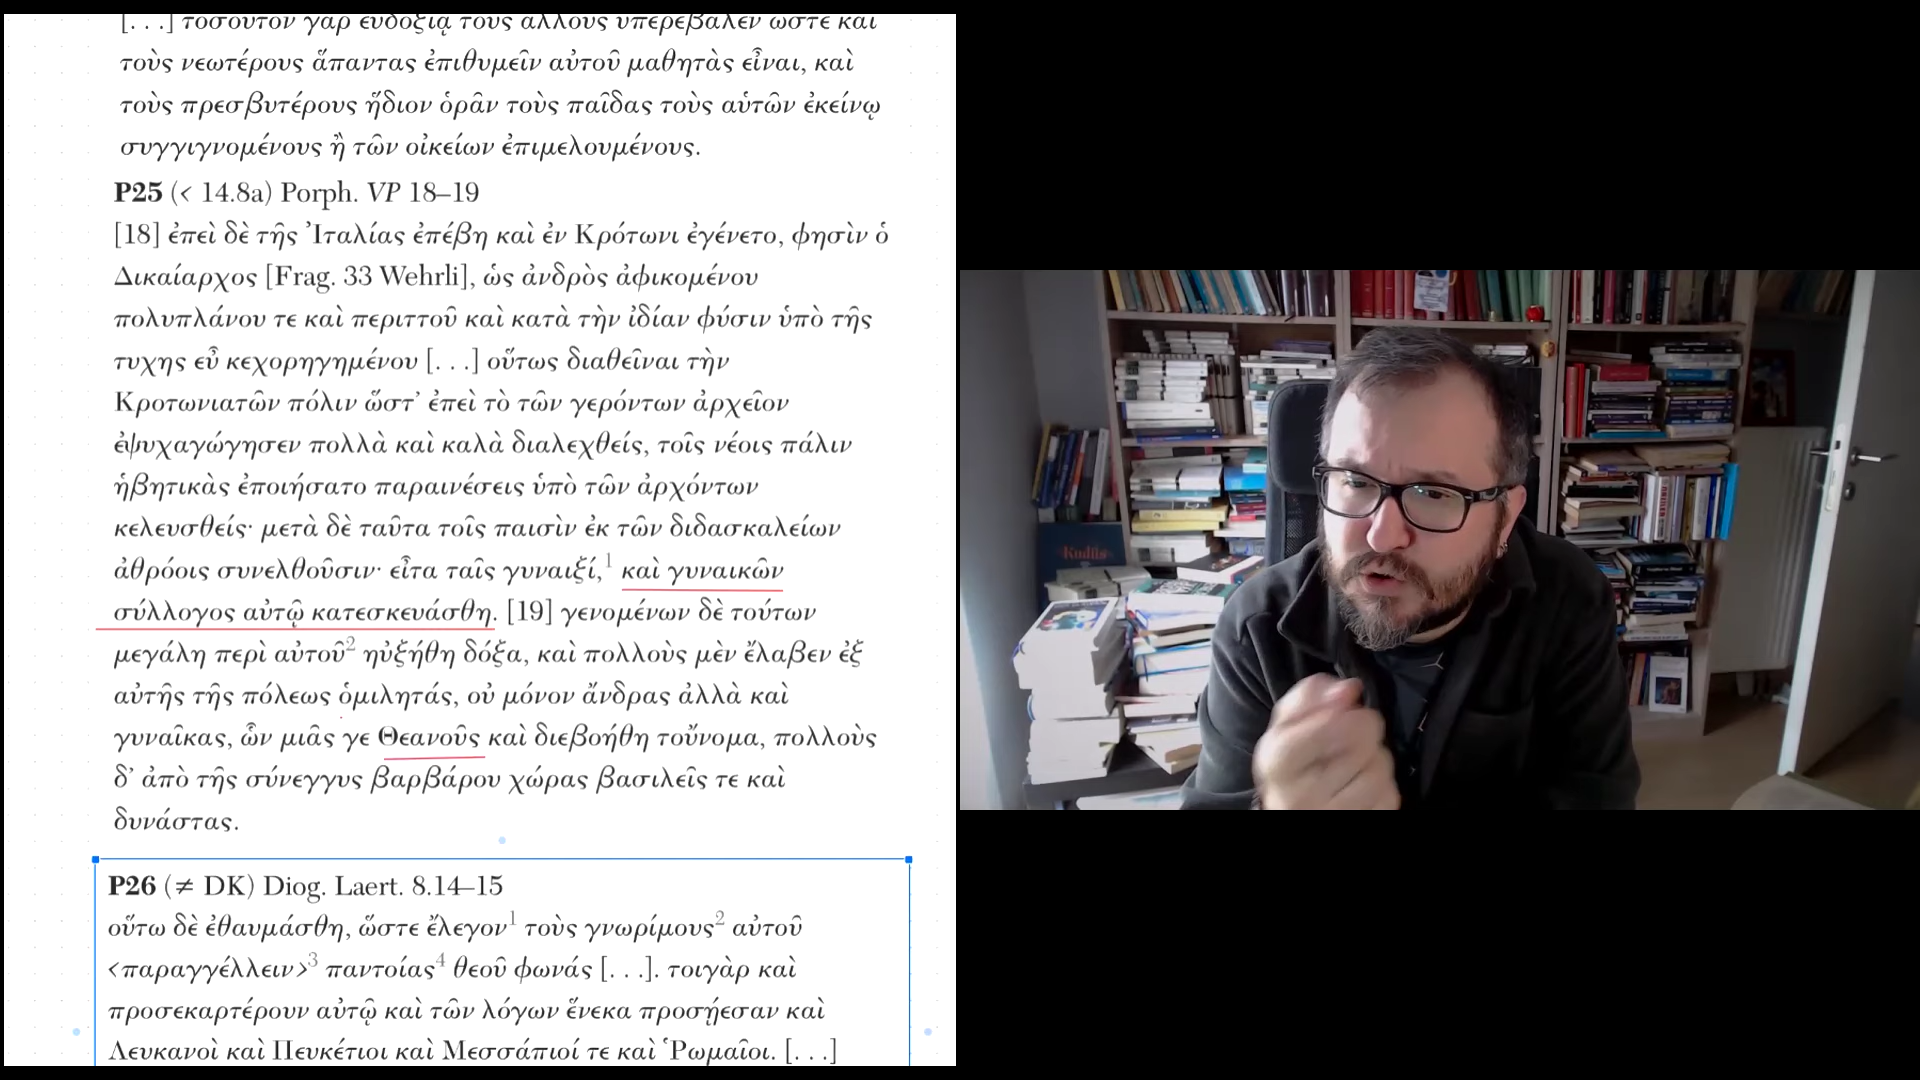 [. . .] τοσοῦτον γὰρ εὐδοξίᾳ τοὺς ἄλλους ὑπερέβαλεν ὥστε καὶ
τοὺς νεωτέρους ἅπαντας ἐπιθυμεῖν αὐτοῦ μαθητὰς εἶναι, καὶ
τοὺς πρεσβυτέρους ἥδιον ὁρᾶν τοὺς παῖδας τοὺς αὑτῶν ἐκείνῳ
συγγιγνομένους ἢ τῶν οἰκείων ἐπιμελουμένους.
P25 (< 14.8a) Porph. VP 18–19
[18] ἐπεὶ δὲ τῆς Ἰταλίας ἐπέβη καὶ ἐν Κρότωνι ἐγένετο, φησὶν ὁ
Δικαίαρχος [Frag. 33 Wehrli], ὡς ἀνδρὸς ἀφικομένου
πολυπλάνου τε καὶ περιττοῦ καὶ κατὰ τὴν ἰδίαν φύσιν ὑπὸ τῆς
τυχης εὖ κεχορηγημένου [. . .] οὕτως διαθεῖναι τὴν
Κροτωνιατῶν πόλιν ὥστ’ ἐπεὶ τὸ τῶν γερόντων ἀρχεῖον
ἐψυχαγώγησεν πολλὰ καὶ καλὰ διαλεχθείς, τοῖς νέοις πάλιν
ἡβητικὰς ἐποιήσατο παραινέσεις ὑπὸ τῶν ἀρχόντων
κελευσθείς· μετὰ δὲ ταῦτα τοῖς παισὶν ἐκ τῶν διδασκαλείων
ἀθρόοις συνελθοῦσιν· εἶτα ταῖς γυναιξί,1 καὶ γυναικῶν
σύλλογος αὐτῷ κατεσκευάσθη. [19] γενομένων δὲ τούτων
μεγάλη περὶ αὐτοῦ2 ηὐξήθη δόξα, καὶ πολλοὺς μὲν ἔλαβεν ἐξ
αὐτῆς τῆς πόλεως ὁμιλητάς, οὐ μόνον ἄνδρας ἀλλὰ καὶ
γυναῖκας, ὧν μιᾶς γε Θεανοῦς καὶ διεβοήθη τοὔνομα, πολλοὺς
δ’ ἀπὸ τῆς σύνεγγυς βαρβάρου χώρας βασιλεῖς τε καὶ
δυνάστας.
P26 (≠ DK) Diog. Laert. 8.14–15
οὕτω δὲ ἐθαυμάσθη, ὥστε ἔλεγον1 τοὺς γνωρίμους2 αὐτοῦ
<παραγγέλλειν>3 παντοίας4 θεοῦ φωνάς [. . .]. τοιγὰρ καὶ
προσεκαρτέρουν αὐτῷ καὶ τῶν λόγων ἕνεκα προσῄεσαν καὶ
Λευκανοὶ καὶ Πευκέτιοι καὶ Μεσσάπιοί τε καὶ Ῥωμαῖοι. [. . .]